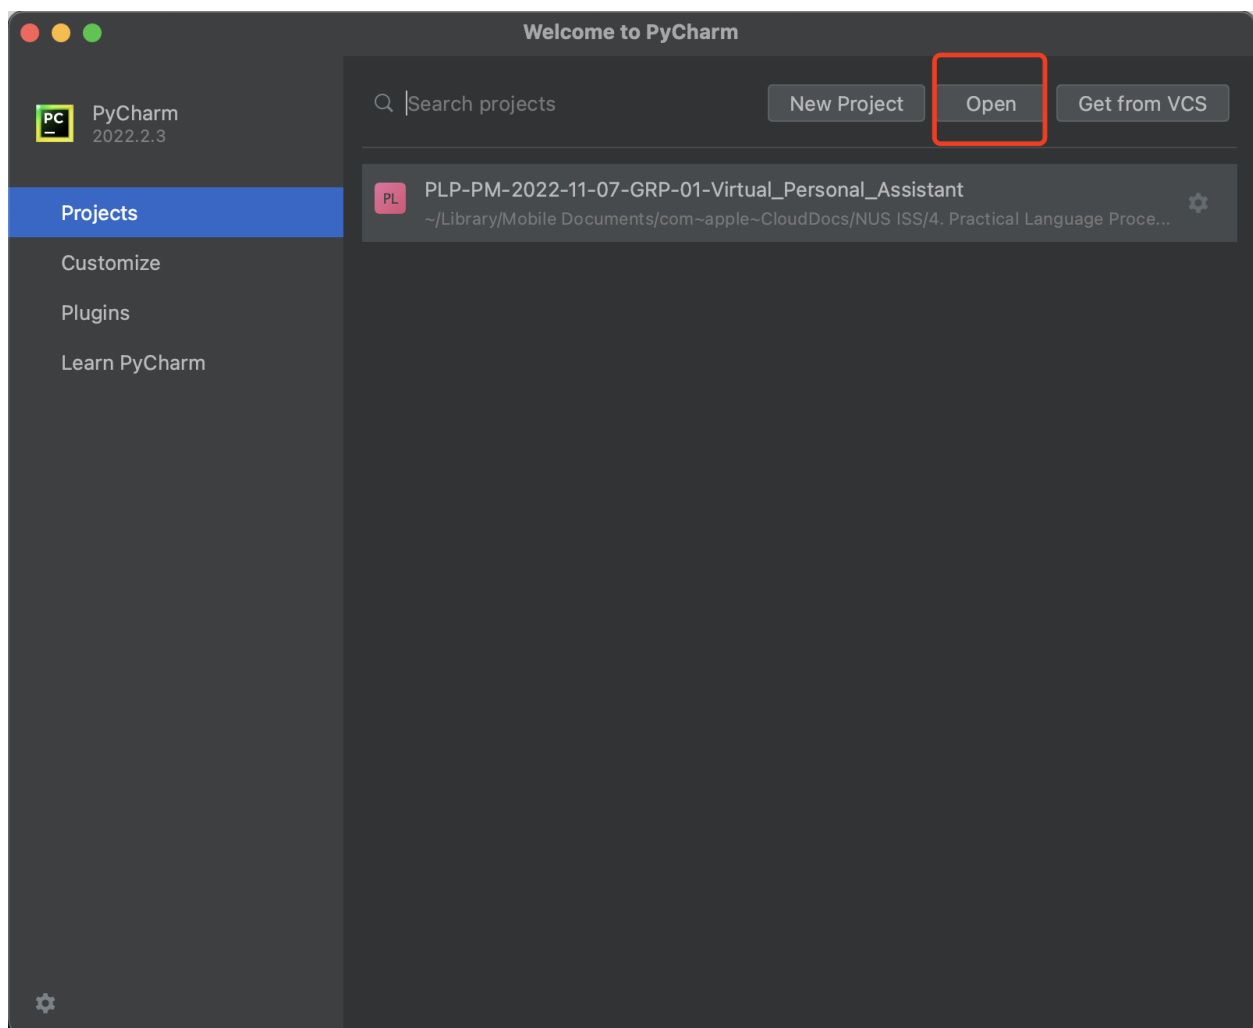 Welcome to PyCharm
PC
PyCharm
2022.2.3
Search projects
New Project
Open
Get from VCS
Projects
Customize
Plugins
Learn PyCharm
PL
PLP-PM-2022-11-07-GRP-01-Virtual_Personal_Assistant
~/Library/Mobile Documents/com~apple~CloudDocs/NUS ISS/4. Practical Language Proce...